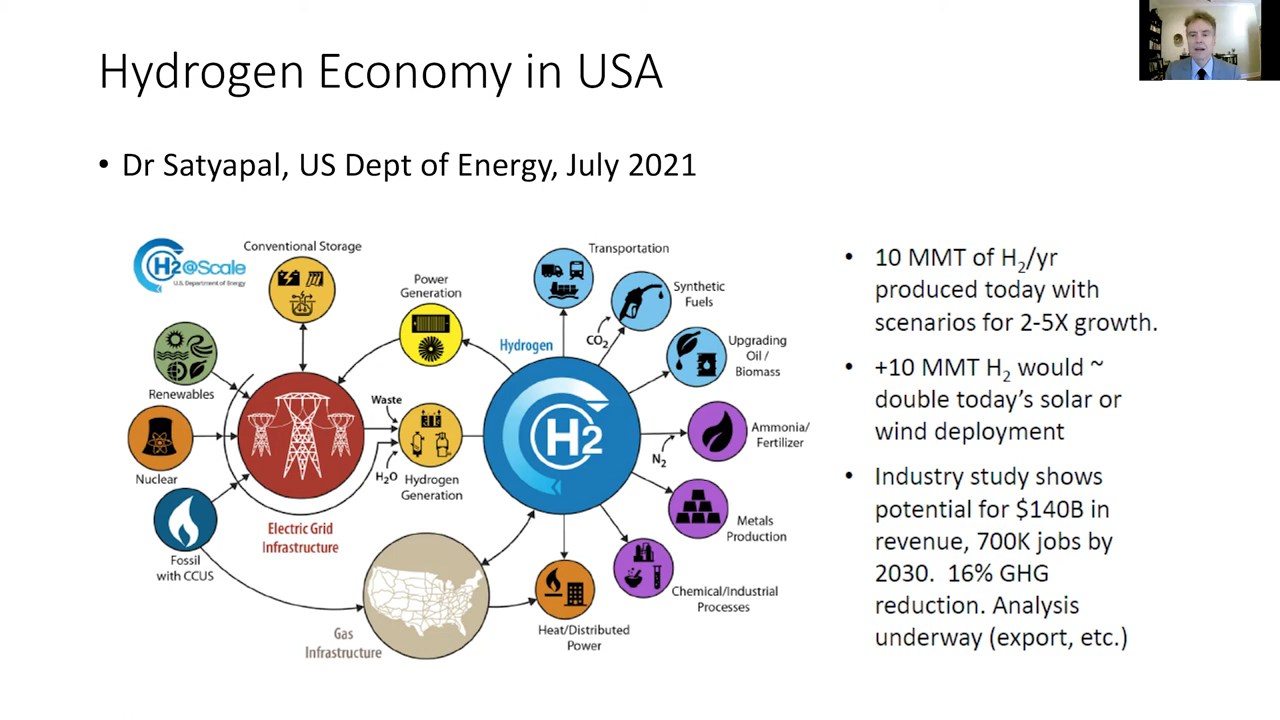 Hydrogen Economy in USA
• Dr Satyapal, US Dept of Energy, July 2021
H2@Scale
U.S. Department of Energy
Conventional Storage
Renewables
Nuclear
Fossil
with CCUS
Electric Grid
Infrastructure
Power
Generation
Waste
H₂O
Hydrogen
Generation
Gas
Infrastructure
Hydrogen
H2
Transportation
CO₂
Synthetic
Fuels
Upgrading
Oil /
Biomass
N₂
Ammonia/
Fertilizer
Metals
Production
Chemical/Industrial
Processes
Heat/Distributed
Power
• 10 MMT of H₂/yr
produced today with
scenarios for 2-5X growth.
• +10 MMT H₂ would ~
double today’s solar or
wind deployment
• Industry study shows
potential for $140B in
revenue, 700K jobs by
2030. 16% GHG
reduction. Analysis
underway (export, etc.)